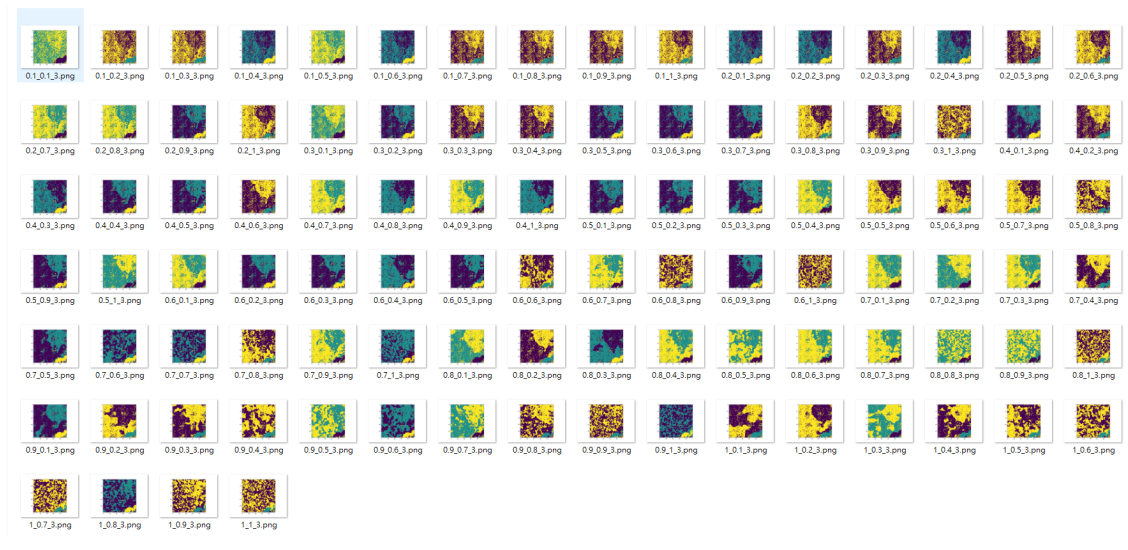 0.1_0.1_3.png 0.1_0.2_3.png 0.1_0.3_3.png 0.1_0.4_3.png 0.1_0.5_3.png 0.1_0.6_3.png 0.1_0.7_3.png 0.1_0.8_3.png 0.1_0.9_3.png 0.1_1_3.png 0.2_0.1_3.png 0.2_0.2_3.png 0.2_0.3_3.png 0.2_0.4_3.png 0.2_0.5_3.png 0.2_0.6_3.png
0.2_0.7_3.png 0.2_0.8_3.png 0.2_0.9_3.png 0.2_1_3.png 0.3_0.1_3.png 0.3_0.2_3.png 0.3_0.3_3.png 0.3_0.4_3.png 0.3_0.5_3.png 0.3_0.6_3.png 0.3_0.7_3.png 0.3_0.8_3.png 0.3_0.9_3.png 0.3_1_3.png 0.4_0.1_3.png 0.4_0.2_3.png
0.4_0.3_3.png 0.4_0.4_3.png 0.4_0.5_3.png 0.4_0.6_3.png 0.4_0.7_3.png 0.4_0.8_3.png 0.4_0.9_3.png 0.4_1_3.png 0.5_0.1_3.png 0.5_0.2_3.png 0.5_0.3_3.png 0.5_0.4_3.png 0.5_0.5_3.png 0.5_0.6_3.png 0.5_0.7_3.png 0.5_0.8_3.png
0.5_0.9_3.png 0.5_1_3.png 0.6_0.1_3.png 0.6_0.2_3.png 0.6_0.3_3.png 0.6_0.4_3.png 0.6_0.5_3.png 0.6_0.6_3.png 0.6_0.7_3.png 0.6_0.8_3.png 0.6_0.9_3.png 0.6_1_3.png 0.7_0.1_3.png 0.7_0.2_3.png 0.7_0.3_3.png 0.7_0.4_3.png
0.7_0.5_3.png 0.7_0.6_3.png 0.7_0.7_3.png 0.7_0.8_3.png 0.7_0.9_3.png 0.7_1_3.png 0.8_0.1_3.png 0.8_0.2_3.png 0.8_0.3_3.png 0.8_0.4_3.png 0.8_0.5_3.png 0.8_0.6_3.png 0.8_0.7_3.png 0.8_0.8_3.png 0.8_0.9_3.png 0.8_1_3.png
0.9_0.1_3.png 0.9_0.2_3.png 0.9_0.3_3.png 0.9_0.4_3.png 0.9_0.5_3.png 0.9_0.6_3.png 0.9_0.7_3.png 0.9_0.8_3.png 0.9_0.9_3.png 0.9_1_3.png 1_0.1_3.png 1_0.2_3.png 1_0.3_3.png 1_0.4_3.png 1_0.5_3.png 1_0.6_3.png
1_0.7_3.png 1_0.8_3.png 1_0.9_3.png 1_1_3.png